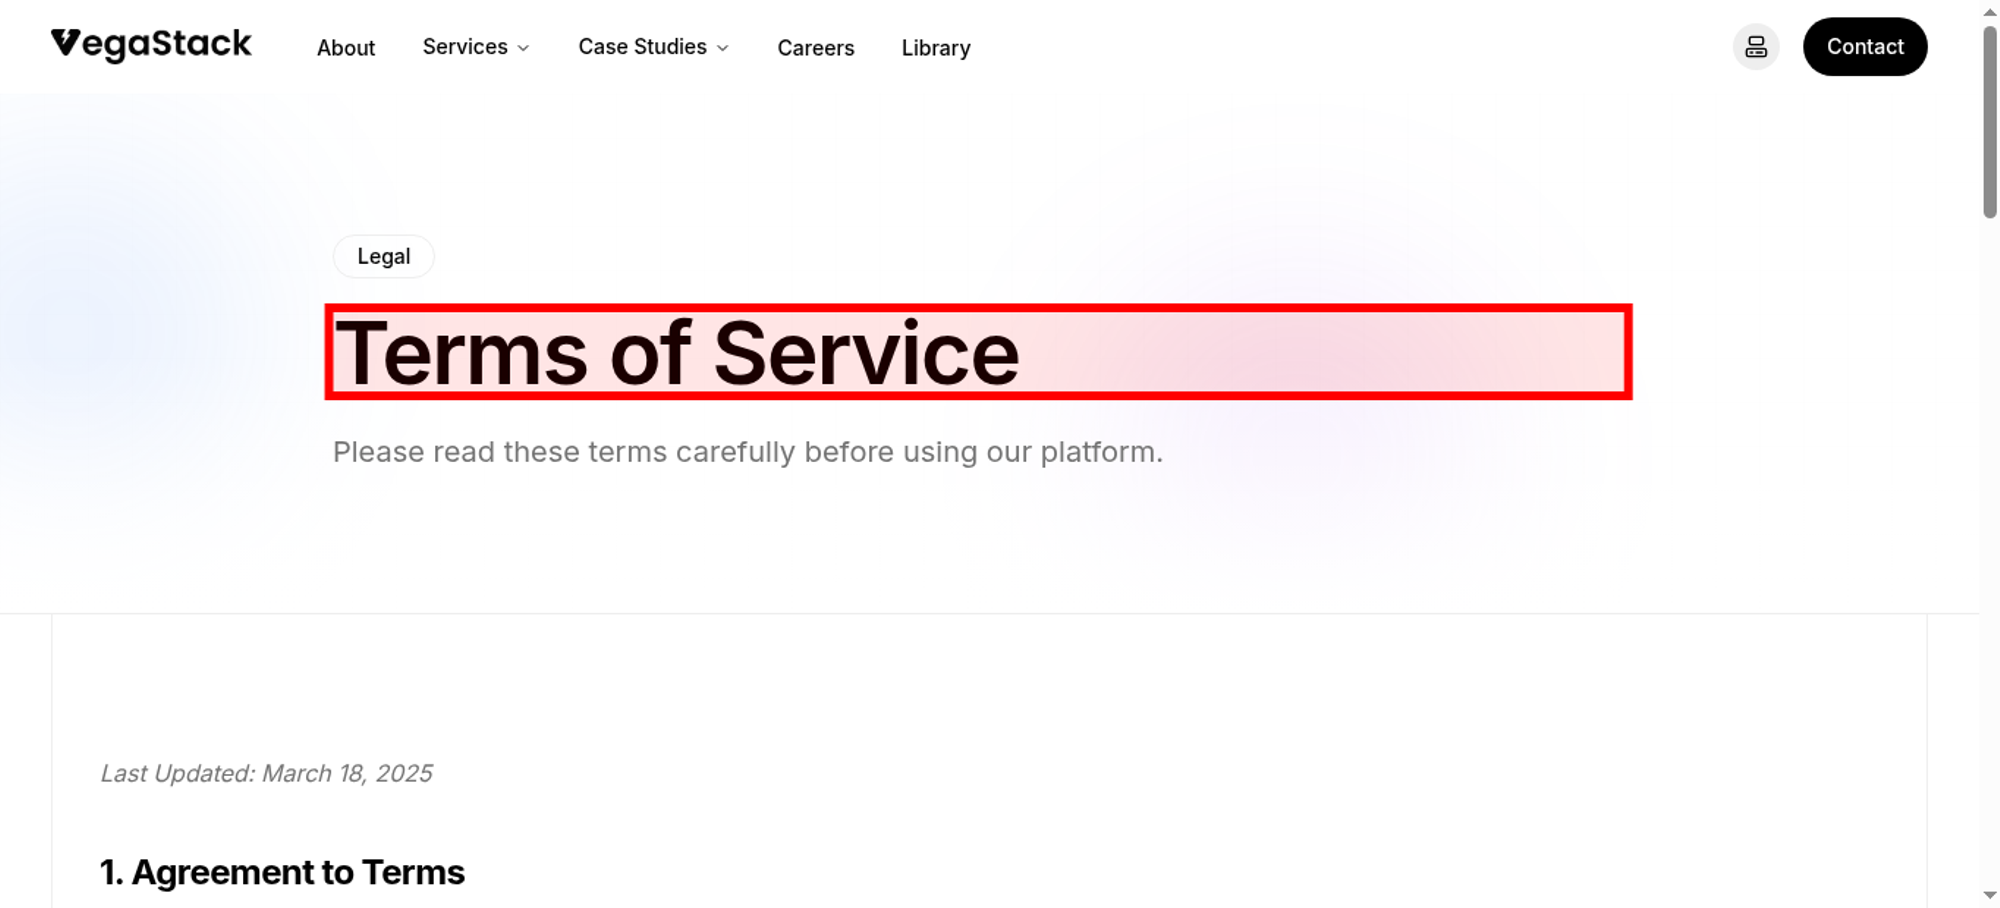 VegaStack
About
Services
Case Studies
Careers
Library
Contact
Legal
Terms of Service
Please read these terms carefully before using our platform.
Last Updated: March 18, 2025
1. Agreement to Terms